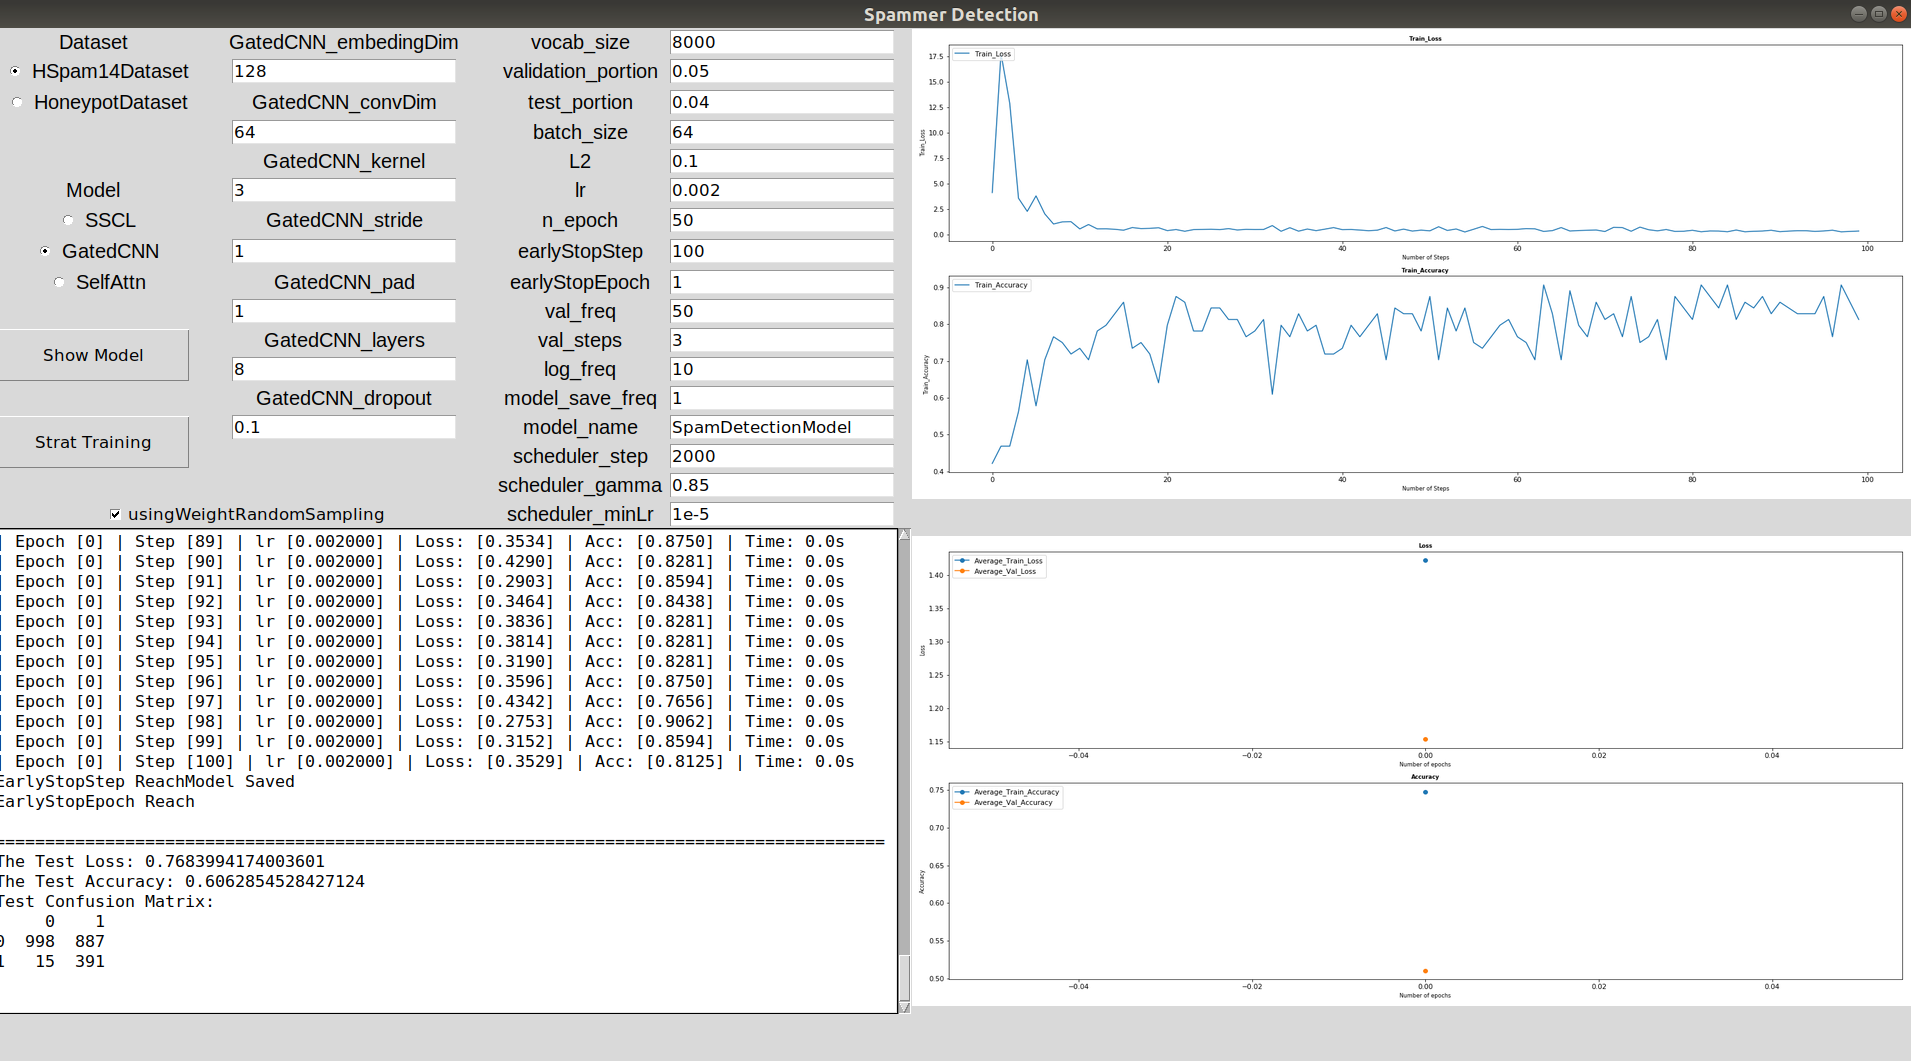 Spammer Detection
Dataset
HSpam14Dataset
HoneypotDataset
Model
SSCL
GatedCNN
SelfAttn
Show Model
Strat Training
usingWeightRandomSampling
GatedCNN_embedingDim
128
GatedCNN_convDim
64
GatedCNN_kernel
3
GatedCNN_stride
1
GatedCNN_pad
1
GatedCNN_layers
8
GatedCNN_dropout
0.1
vocab_size 8000
validation_portion 0.05
test_portion 0.04
batch_size 64
L2 0.1
lr 0.002
n_epoch 50
earlyStopStep 100
earlyStopEpoch 1
val_freq 50
val_steps 3
log_freq 10
model_save_freq 1
model_name SpamDetectionModel
scheduler_step 2000
scheduler_gamma 0.85
scheduler_minLr 1e-5
| Epoch [0] | Step [89] | lr [0.002000] | Loss: [0.3534] | Acc: [0.8750] | Time: 0.0s
| Epoch [0] | Step [90] | lr [0.002000] | Loss: [0.4290] | Acc: [0.8281] | Time: 0.0s
| Epoch [0] | Step [91] | lr [0.002000] | Loss: [0.2903] | Acc: [0.8594] | Time: 0.0s
| Epoch [0] | Step [92] | lr [0.002000] | Loss: [0.3464] | Acc: [0.8438] | Time: 0.0s
| Epoch [0] | Step [93] | lr [0.002000] | Loss: [0.3836] | Acc: [0.8281] | Time: 0.0s
| Epoch [0] | Step [94] | lr [0.002000] | Loss: [0.3814] | Acc: [0.8281] | Time: 0.0s
| Epoch [0] | Step [95] | lr [0.002000] | Loss: [0.3190] | Acc: [0.8281] | Time: 0.0s
| Epoch [0] | Step [96] | lr [0.002000] | Loss: [0.3596] | Acc: [0.8750] | Time: 0.0s
| Epoch [0] | Step [97] | lr [0.002000] | Loss: [0.4342] | Acc: [0.7656] | Time: 0.0s
| Epoch [0] | Step [98] | lr [0.002000] | Loss: [0.2753] | Acc: [0.9062] | Time: 0.0s
| Epoch [0] | Step [99] | lr [0.002000] | Loss: [0.3152] | Acc: [0.8594] | Time: 0.0s
| Epoch [0] | Step [100] | lr [0.002000] | Loss: [0.3529] | Acc: [0.8125] | Time: 0.0s
EarlyStopStep ReachModel Saved
EarlyStopEpoch Reach
=========================================================================================
The Test Loss: 0.7683994174003601
The Test Accuracy: 0.6062854528427124
Test Confusion Matrix:
0 1
0 998 887
1 15 391
Train_Loss
Train_Loss
17.5
15.0
12.5
10.0
7.5
5.0
2.5
0.0
Train_Loss
0 20 40 60 80 100
Number of Steps
Train_Accuracy
Train_Accuracy
0.9
0.8
0.7
0.6
0.5
0.4
Train_Accuracy
0 20 40 60 80 100
Number of Steps
Loss
Average_Train_Loss
Average_Val_Loss
1.40
1.35
1.30
1.25
1.20
1.15
Loss
−0.04 −0.02 0.00 0.02 0.04
Number of epochs
Accuracy
Average_Train_Accuracy
Average_Val_Accuracy
0.75
0.70
0.65
0.60
0.55
0.50
Accuracy
−0.04 −0.02 0.00 0.02 0.04
Number of epochs